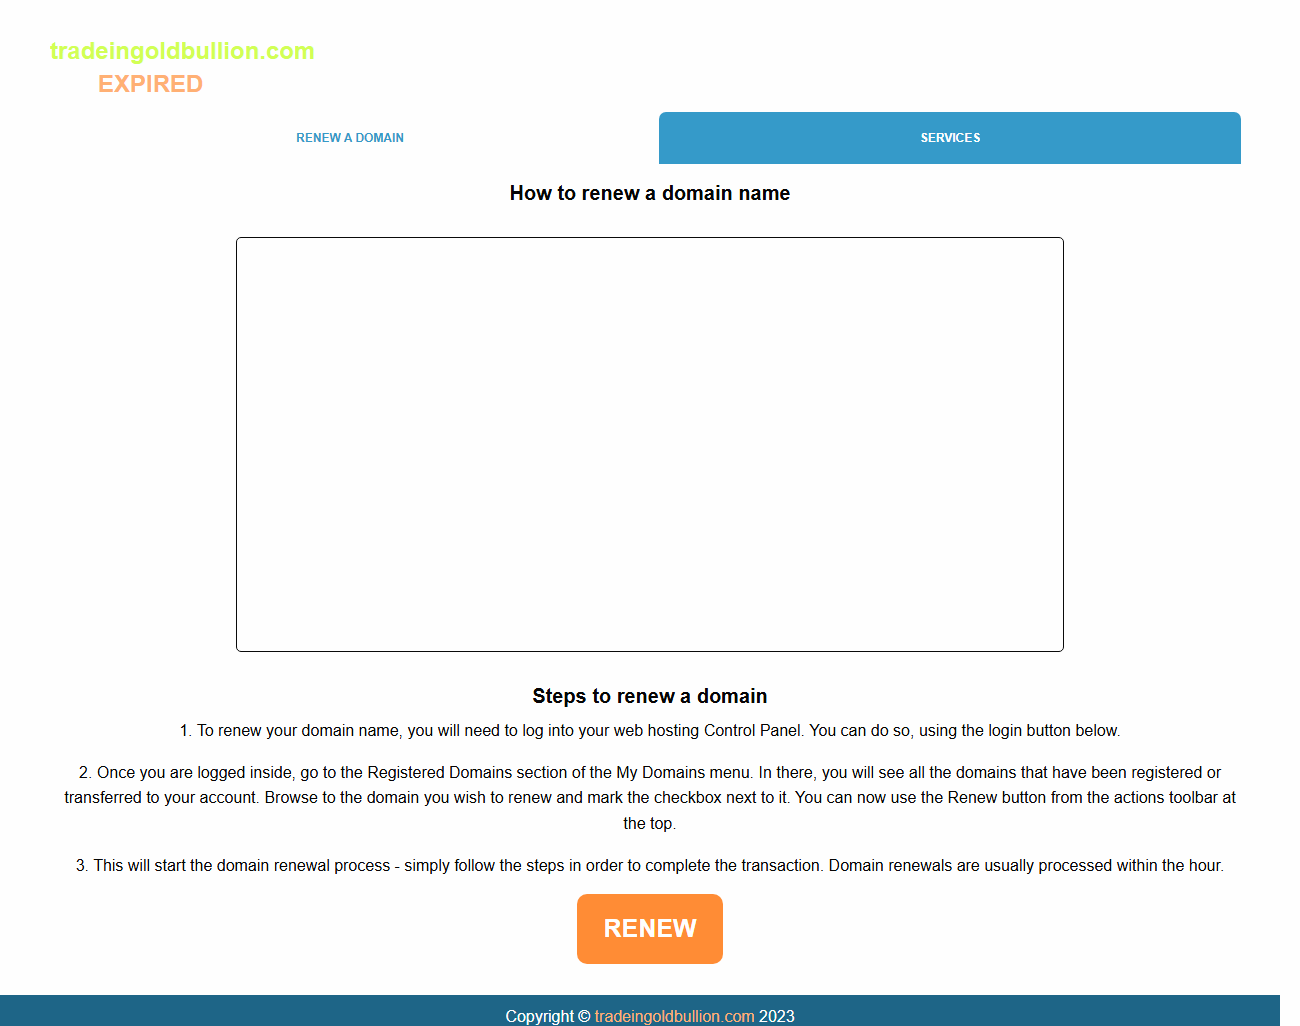 tradeingoldbullion.com
EXPIRED
RENEW A DOMAIN
SERVICES
How to renew a domain name
Steps to renew a domain
1. To renew your domain name, you will need to log into your web hosting Control Panel. You can do so, using the login button below.
2. Once you are logged inside, go to the Registered Domains section of the My Domains menu. In there, you will see all the domains that have been registered or
transferred to your account. Browse to the domain you wish to renew and mark the checkbox next to it. You can now use the Renew button from the actions toolbar at
the top.
3. This will start the domain renewal process - simply follow the steps in order to complete the transaction. Domain renewals are usually processed within the hour.
RENEW
Copyright © tradeingoldbullion.com 2023